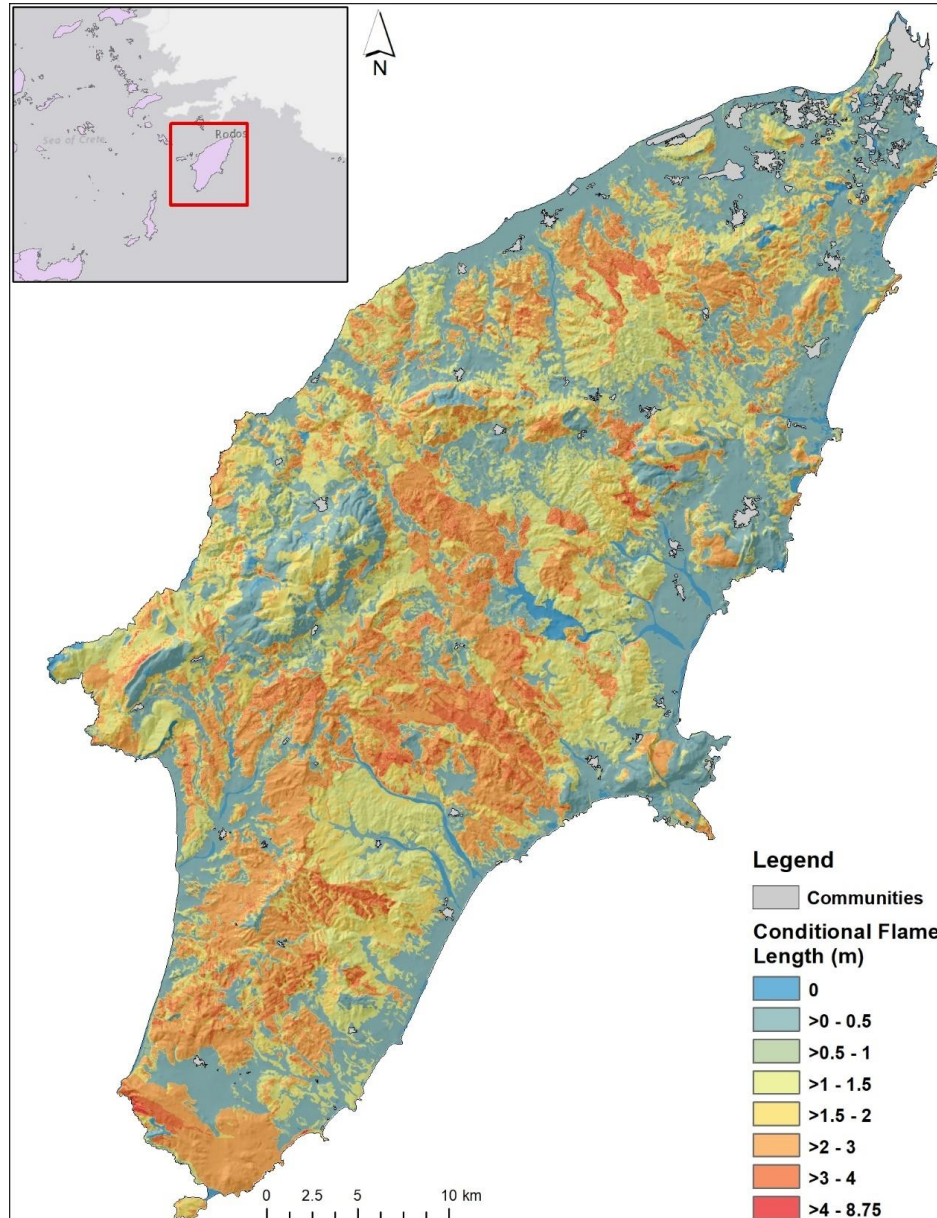 Rodos
Sea of Crete
N
Legend
Communities
Conditional Flame
Length (m)
0
>0 - 0.5
>0.5 - 1
>1 - 1.5
>1.5 - 2
>2 - 3
>3 - 4
>4 - 8.75
0 2.5 5 10 km